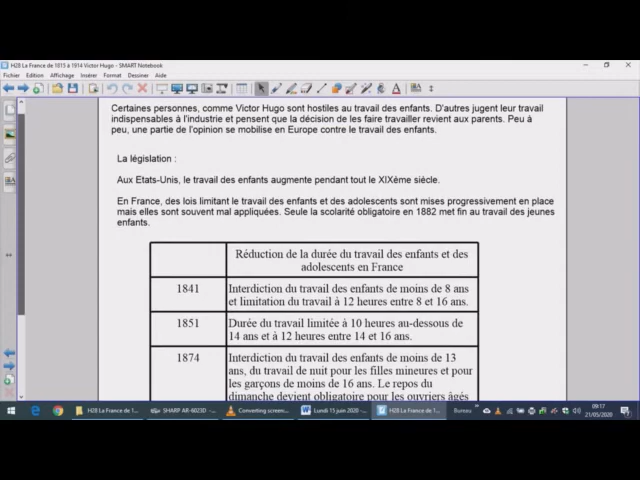 H28 La France de 1815 à 1914 Victor Hugo - SMART Notebook
Fichier Edition Affichage Insérer Format Dessiner Aide
Certaines personnes, comme Victor Hugo sont hostiles au travail des enfants. D'autres jugent leur travail
indispensables à l'industrie et pensent que la décision de les faire travailler revient aux parents. Peu à
peu, une partie de l'opinion se mobilise en Europe contre le travail des enfants.
La législation :
Aux Etats-Unis, le travail des enfants augmente pendant tout le XIXème siècle.
En France, des lois limitant le travail des enfants et des adolescents sont mises progressivement en place
mais elles sont souvent mal appliquées. Seule la scolarité obligatoire en 1882 met fin au travail des jeunes
enfants.
Réduction de la durée du travail des enfants et des
adolescents en France
1841 Interdiction du travail des enfants de moins de 8 ans
et limitation du travail à 12 heures entre 8 et 16 ans.
1851 Durée du travail limitée à 10 heures au-dessous de
14 ans et à 12 heures entre 14 et 16 ans.
1874 Interdiction du travail des enfants de moins de 13
ans, du travail de nuit pour les filles mineures et pour
les garçons de moins de 16 ans. Le repos du
dimanche devient obligatoire pour les ouvriers âgés
H28 La France de 1... SHARP AR-6023D -... Converting screen... Lundi 15 juin 2020 -... H28 La France de 1... Bureau 09:17
21/05/2020